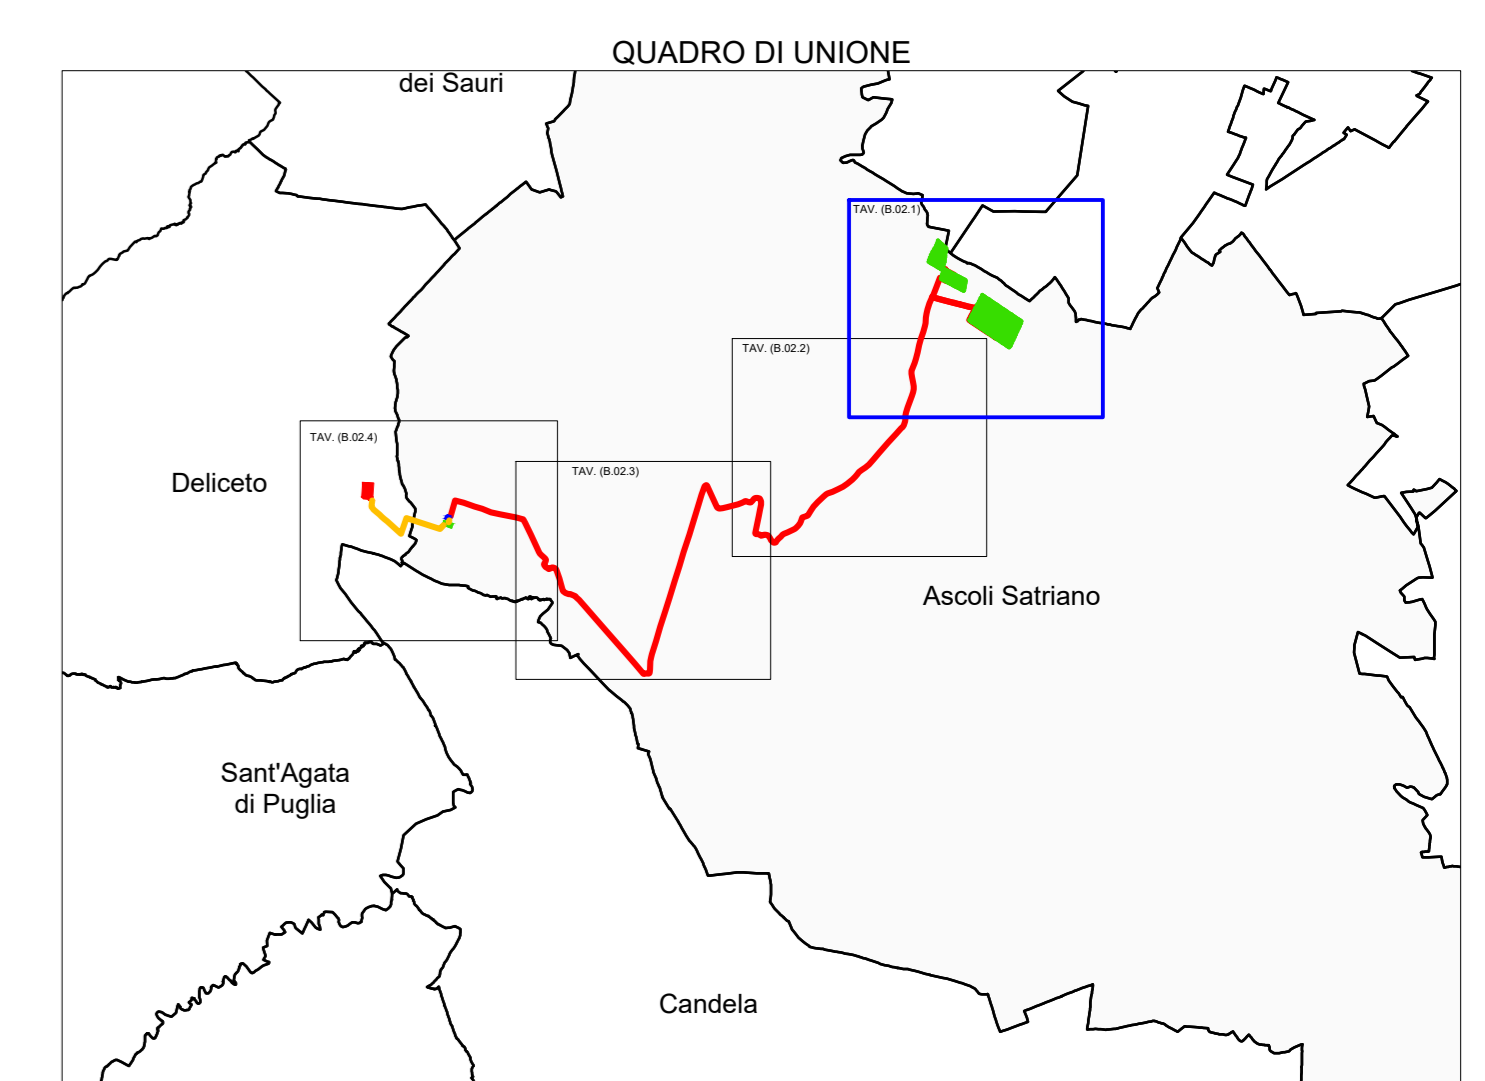 QUADRO DI UNIONE
dei Sauri
TAV. (B.02.1)
TAV. (B.02.2)
TAV. (B.02.4)
TAV. (B.02.3)
Deliceto
Ascoli Satriano
Sant'Agata
di Puglia
Candela